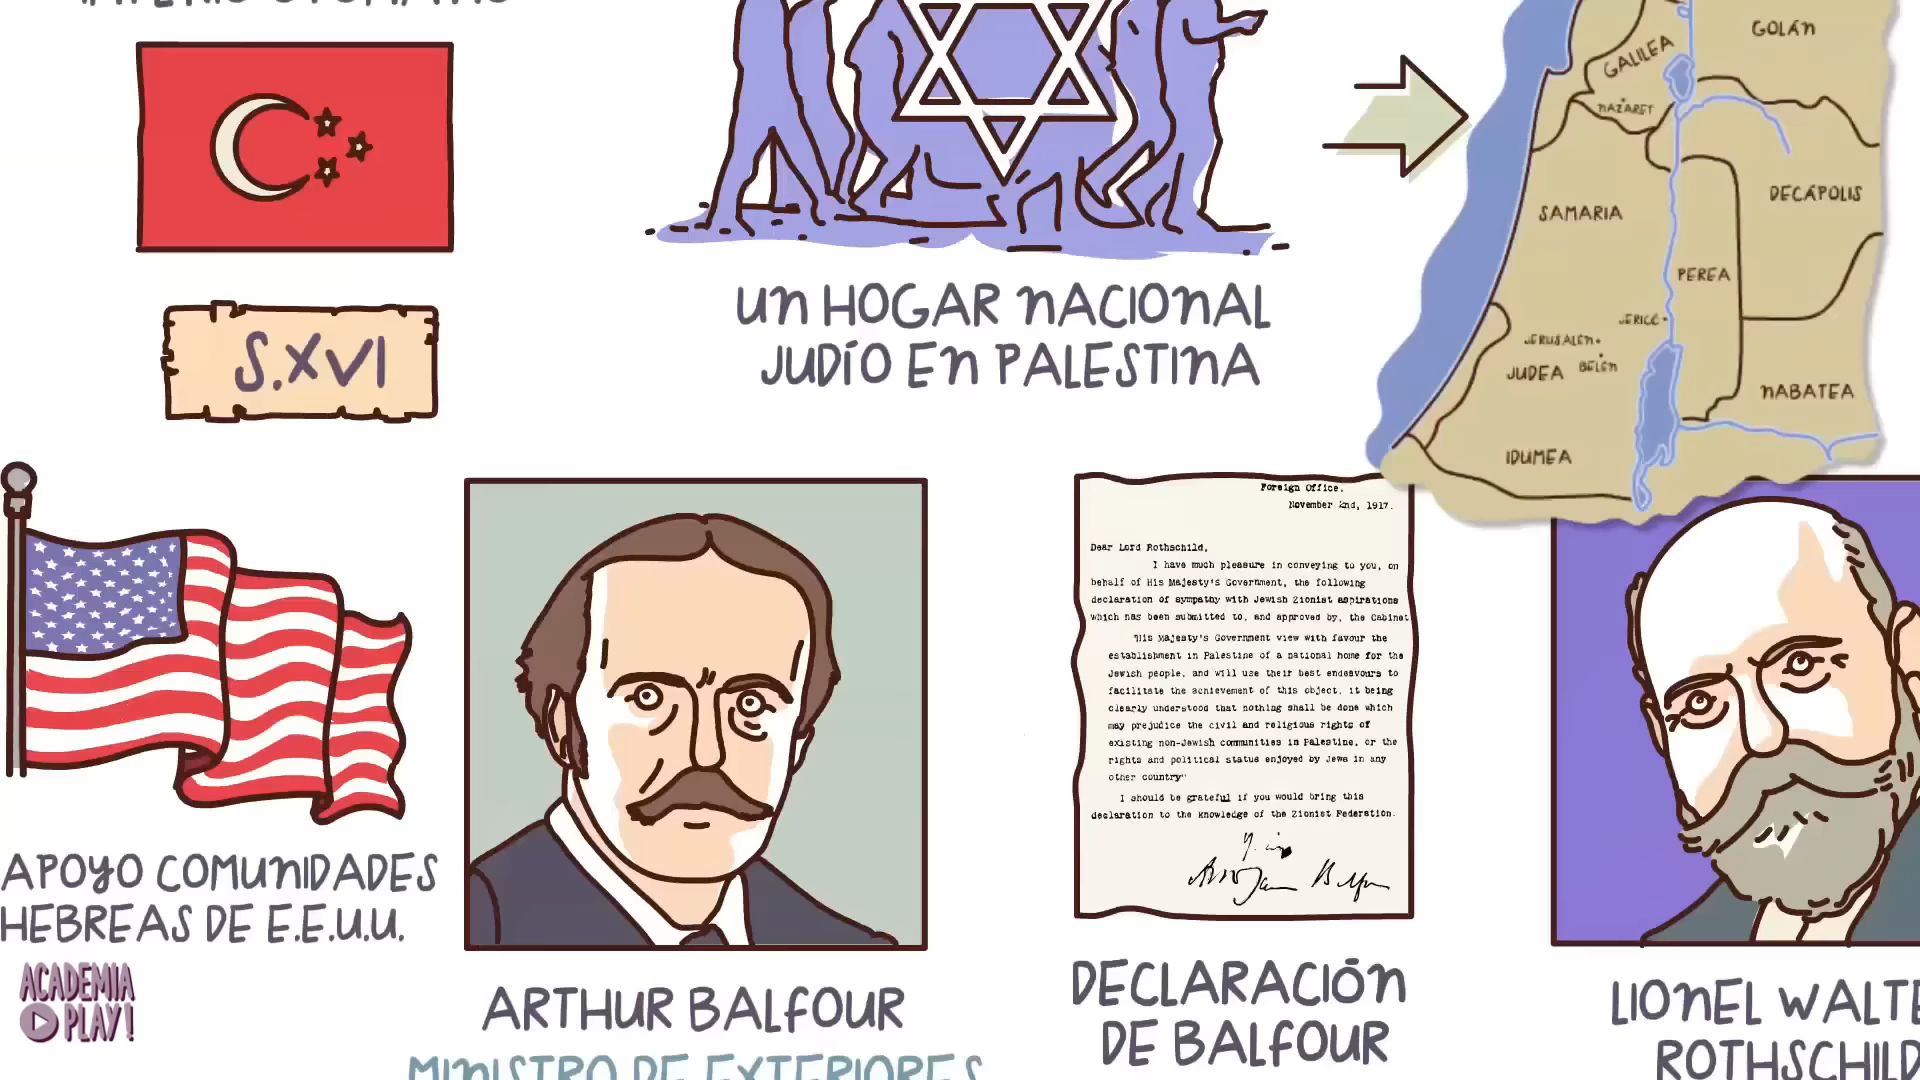 S.XVI
UN HOGAR NACIONAL
JUDÍO EN PALESTINA
GOLÁN
GALILEA
NAZARET
DECÁPOLIS
SAMARIA
PEREA
JERICÓ
JERUSALÉN
BELÉN
JUDEA
NABATEA
IDUMEA
APOYO COMUNIDADES
HEBREAS DE E.E.U.U.
ACADEMIA
PLAY!
ARTHUR BALFOUR
MINISTRO DE EXTERIORES
Foreign Office,
November 2nd, 1917.
Dear Lord Rothschild,
I have much pleasure in conveying to you, on
behalf of His Majesty's Government, the following
declaration of sympathy with Jewish Zionist aspirations
which has been submitted to, and approved by, the Cabinet
"His Majesty's Government view with favour the
establishment in Palestine of a national home for the
Jewish people, and will use their best endeavours to
facilitate the achievement of this object, it being
clearly understood that nothing shall be done which
may prejudice the civil and religious rights of
existing non-Jewish communities in Palestine, or the
rights and political status enjoyed by Jews in any
other country"
I should be grateful if you would bring this
declaration to the knowledge of the Zionist Federation.
DECLARACIÓN
DE BALFOUR
LIONEL WALTE
ROTHSCHILD